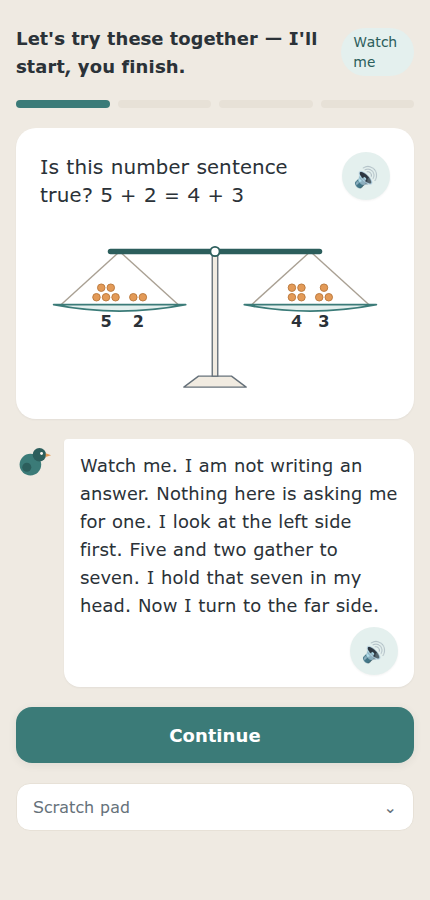 Let's try these together — I'll
start, you finish.
Watch
me
Is this number sentence
true? 5 + 2 = 4 + 3
5 2 4 3
Watch me. I am not writing an
answer. Nothing here is asking me
for one. I look at the left side
first. Five and two gather to
seven. I hold that seven in my
head. Now I turn to the far side.
Continue
Scratch pad